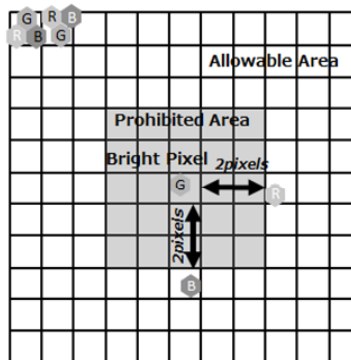 G R B
R B G
Allowable Area
Prohibited Area
Bright Pixel
2pixels
G
R
2pixels
B